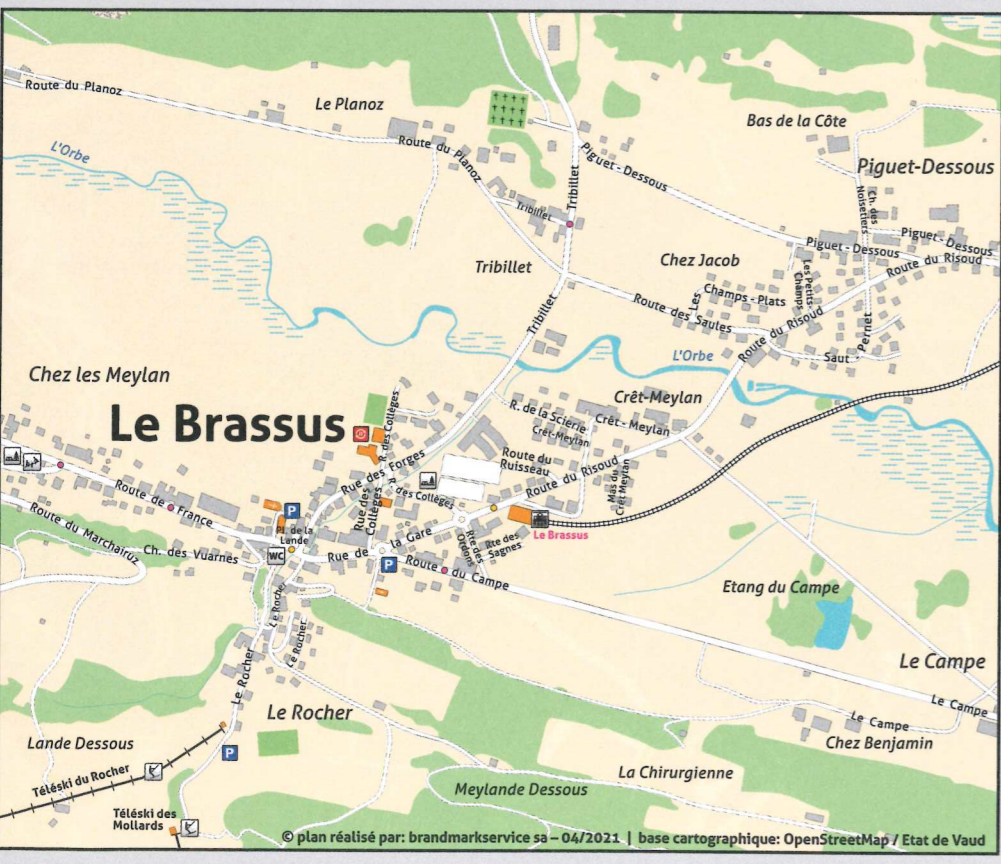 Route du Planoz
Le Planoz
Route du Planoz
L'Orbe
Tribillet
Tribillet
Piguet - Dessous
Bas de la Côte
Piguet-Dessous
Ch. des
Noisetiers
Piguet - Dessous
Piguet - Dessous
Route du Risoud
Tribillet
Chez Jacob
Les
Champs - Plats
Les Petits-
Champs
Route des Saules
Route du Risoud
Saut
Pernet
Tribillet
L'Orbe
Chez les Meylan
Le Brassus
R. des Collèges
Crêt-Meylan
R. de la Scierie
Crêt-Meylan
Crêt - Meylan
Route du
Ruisseau
Route du Risoud
Mas du
Crêt Meylan
Rue des Forges
R. des Collèges
Rue des
Collèges
Route de France
P
Pl. de la
Lande
WC
Route du Marchairuz
Ch. des Vuarnes
Rue de la Gare
P
Rte des
Ordons
Rte des
Sagnes
Le Brassus
Route du Campe
Etang du Campe
Le Rocher
Le Rocher
Le Rocher
Le Campe
Le Campe
Le Campe
Le Rocher
Chez Benjamin
Lande Dessous
P
Téléski du Rocher
La Chirurgienne
Meylande Dessous
Téléski des
Mollards
© plan réalisé par: brandmarkservice sa – 04/2021 | base cartographique: OpenStreetMap / Etat de Vaud